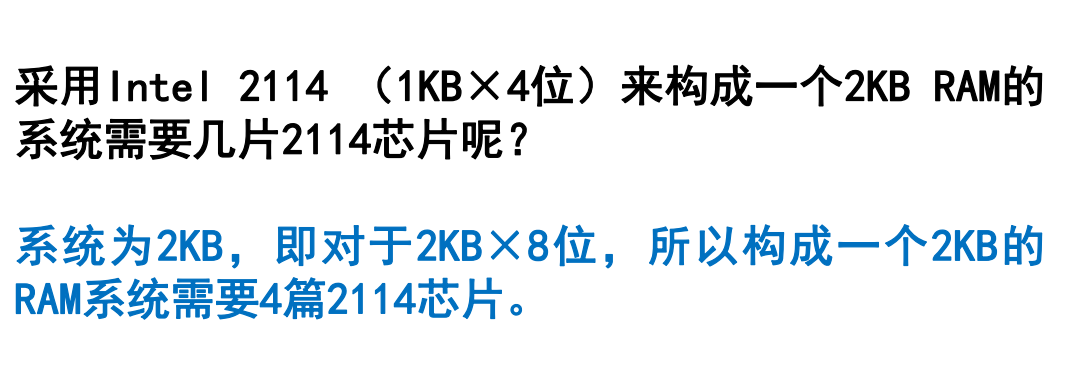 采用Intel 2114 （1KB×4位）来构成一个2KB RAM的
系统需要几片2114芯片呢？
系统为2KB，即对于2KB×8位，所以构成一个2KB的
RAM系统需要4篇2114芯片。